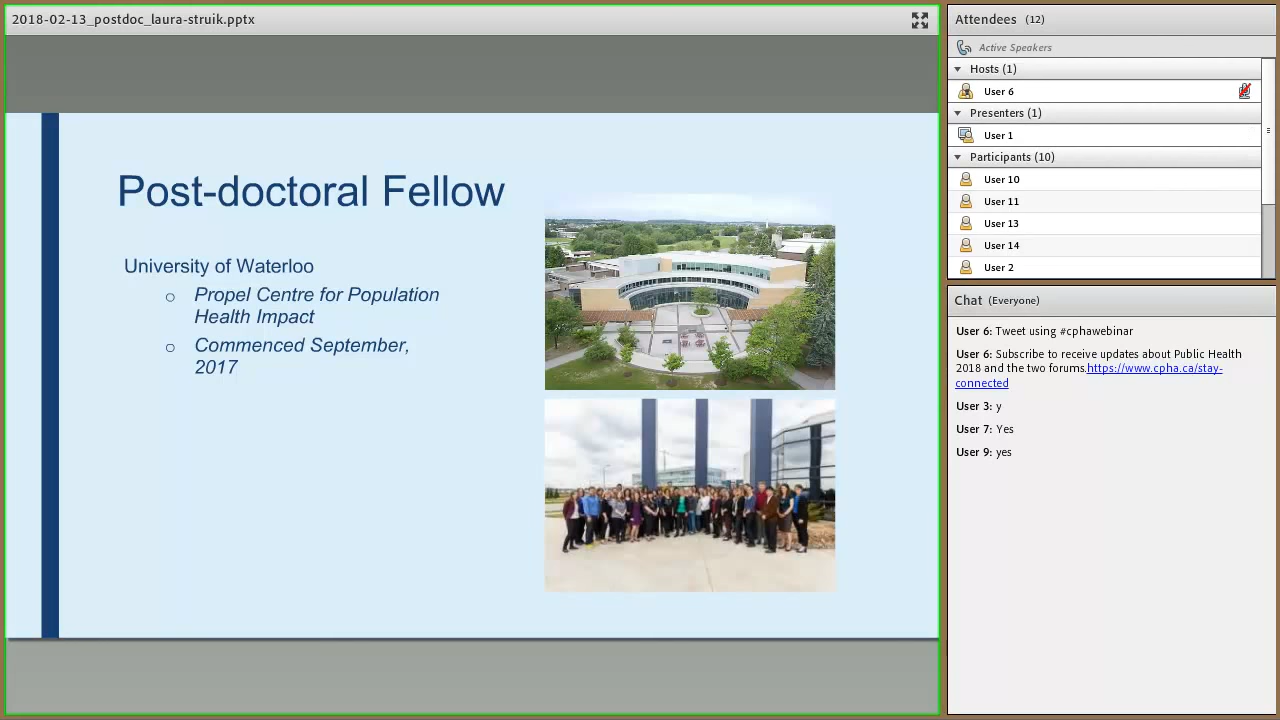 2018-02-13_postdoc_laura-struik.pptx
Post-doctoral Fellow
University of Waterloo
o Propel Centre for Population
Health Impact
o Commenced September,
2017
Attendees (12)
Active Speakers
Hosts (1)
User 6
Presenters (1)
User 1
Participants (10)
User 10
User 11
User 13
User 14
User 2
Chat (Everyone)
User 6: Tweet using #cphawebinar
User 6: Subscribe to receive updates about Public Health
2018 and the two forums.https://www.cpha.ca/stay-
connected
User 3: y
User 7: Yes
User 9: yes